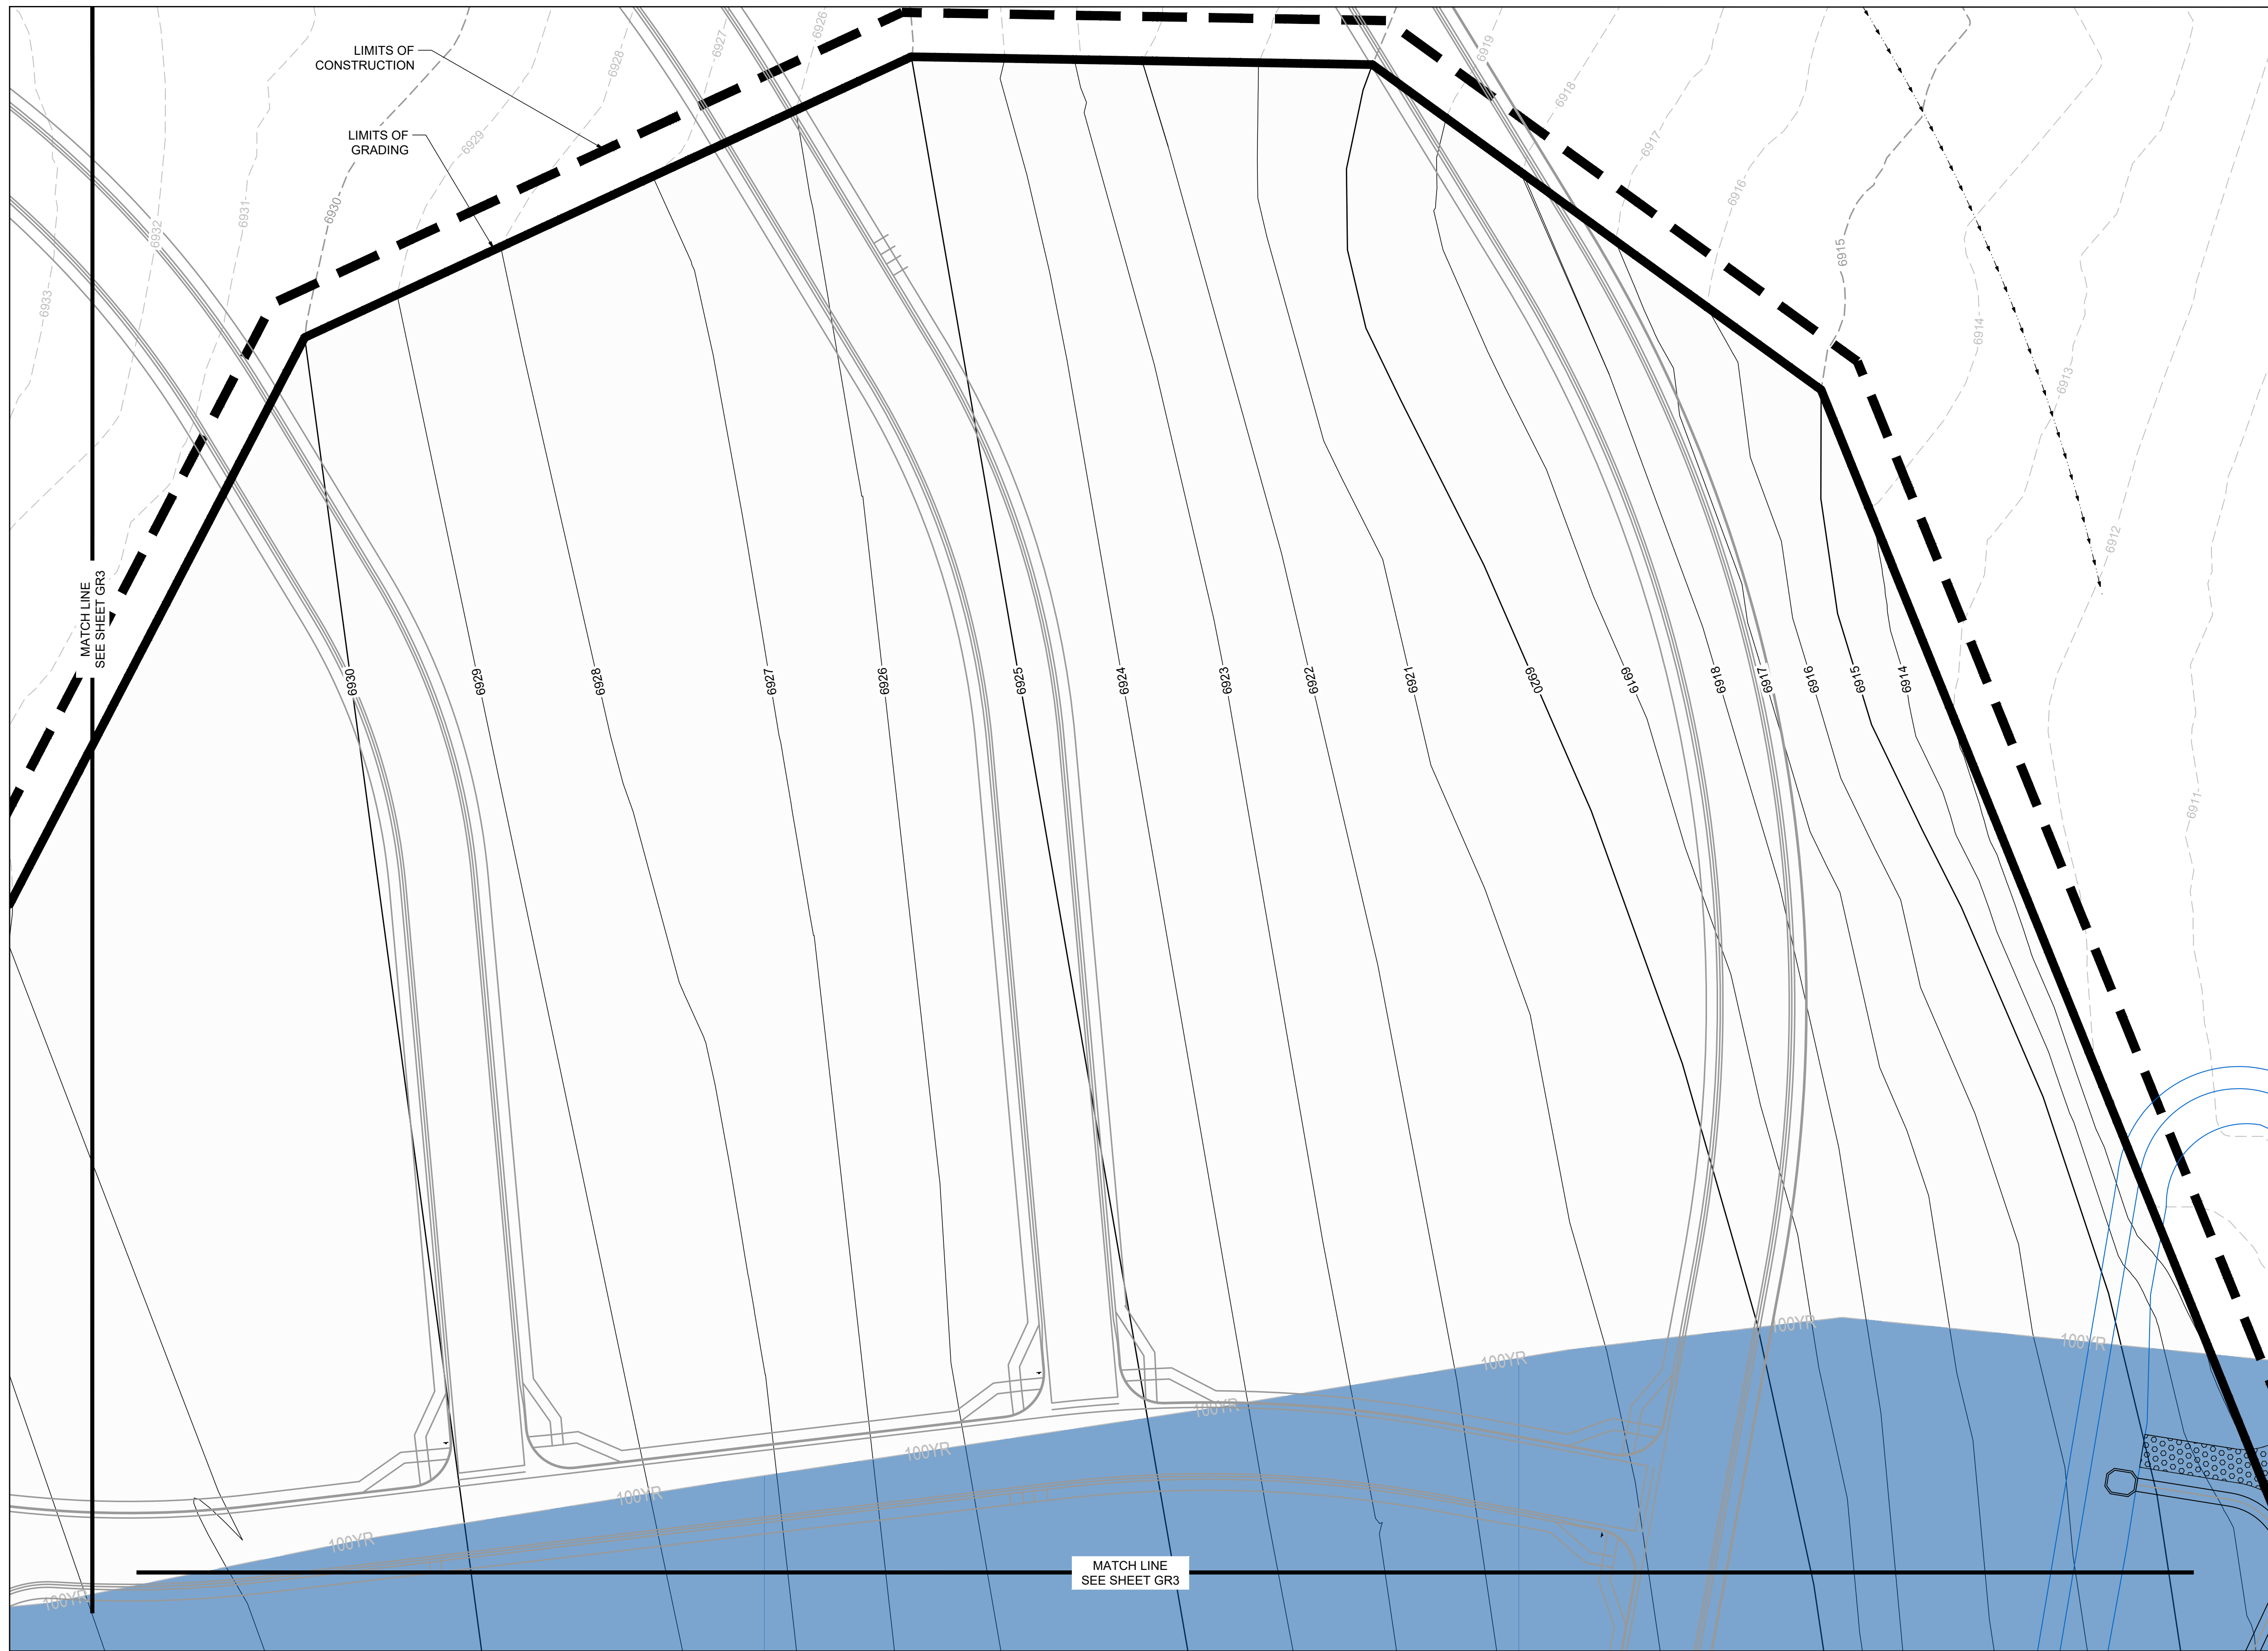 LIMITS OF
CONSTRUCTION
LIMITS OF
GRADING
6926
6927
6928
6929
6930
6931
6932
6933
6919
6918
6917
6916
6915
6914
6913
6912
6911
MATCH LINE
SEE SHEET GR3
6930
6929
6928
6927
6926
6925
6924
6923
6922
6921
6920
6919
6918
6917
6916
6915
6914
100YR
100YR
100YR
100YR
100YR
100YR
100YR
100YR
MATCH LINE
SEE SHEET GR3